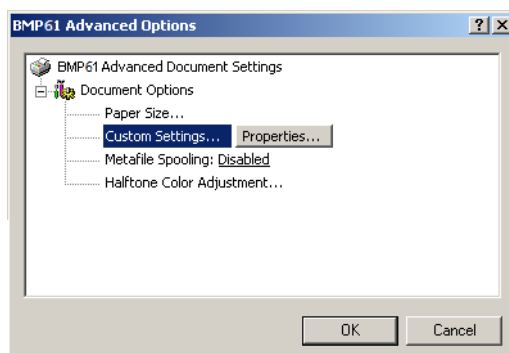 BMP61 Advanced Options
BMP61 Advanced Document Settings
Document Options
Paper Size...
Custom Settings... Properties...
Metafile Spooling: Disabled
Halftone Color Adjustment...
OK Cancel